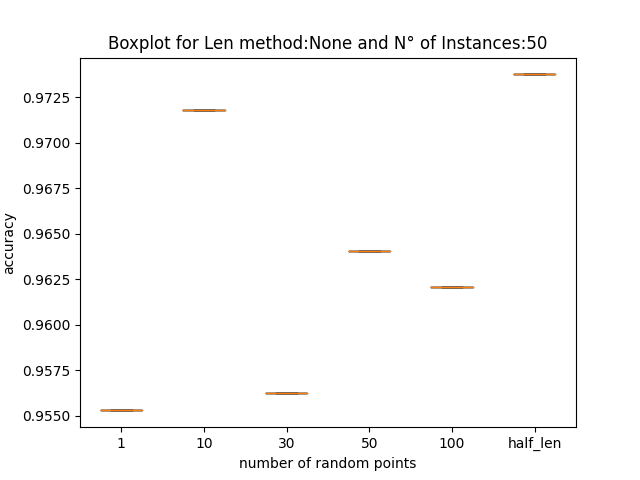 Boxplot for Len method:None and N° of Instances:50
0.9725
0.9700
0.9675
0.9650
0.9625
0.9600
0.9575
0.9550
accuracy
1 10 30 50 100 half_len
number of random points